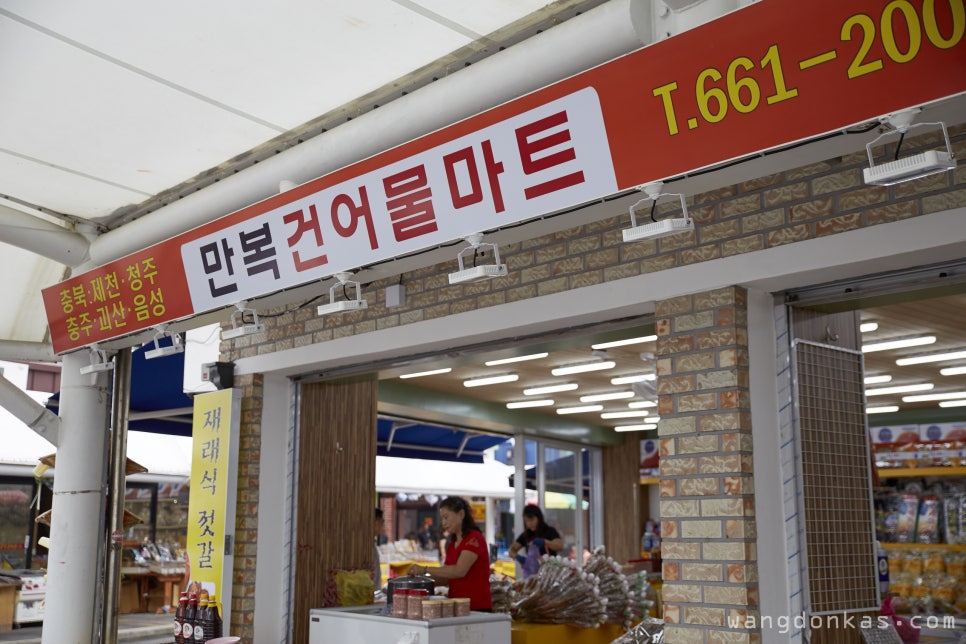 충북·제천·청주
충주·괴산·음성
만복건어물마트
T.661-200
재래식 젓갈
wangdonkas.com